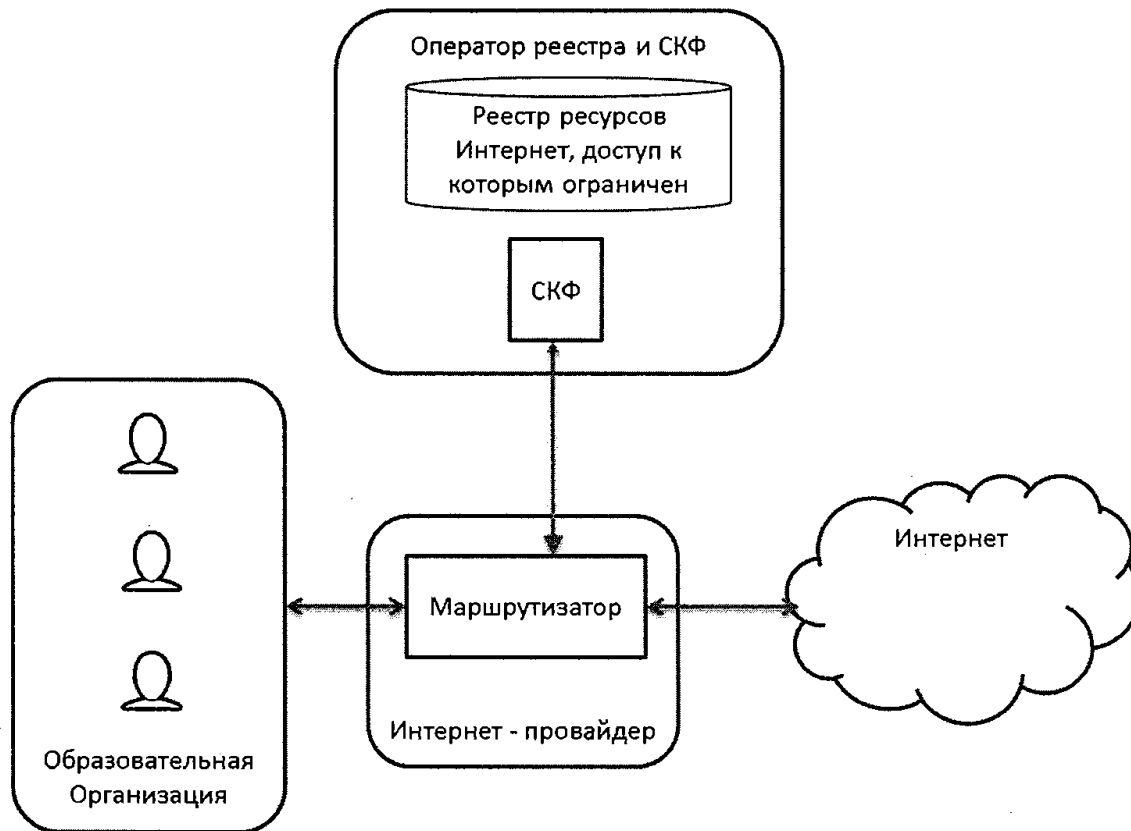 Оператор реестра и СКФ
Реестр ресурсов
Интернет, доступ к
которым ограничен
СКФ
Интернет
Маршрутизатор
Интернет - провайдер
Образовательная
Организация